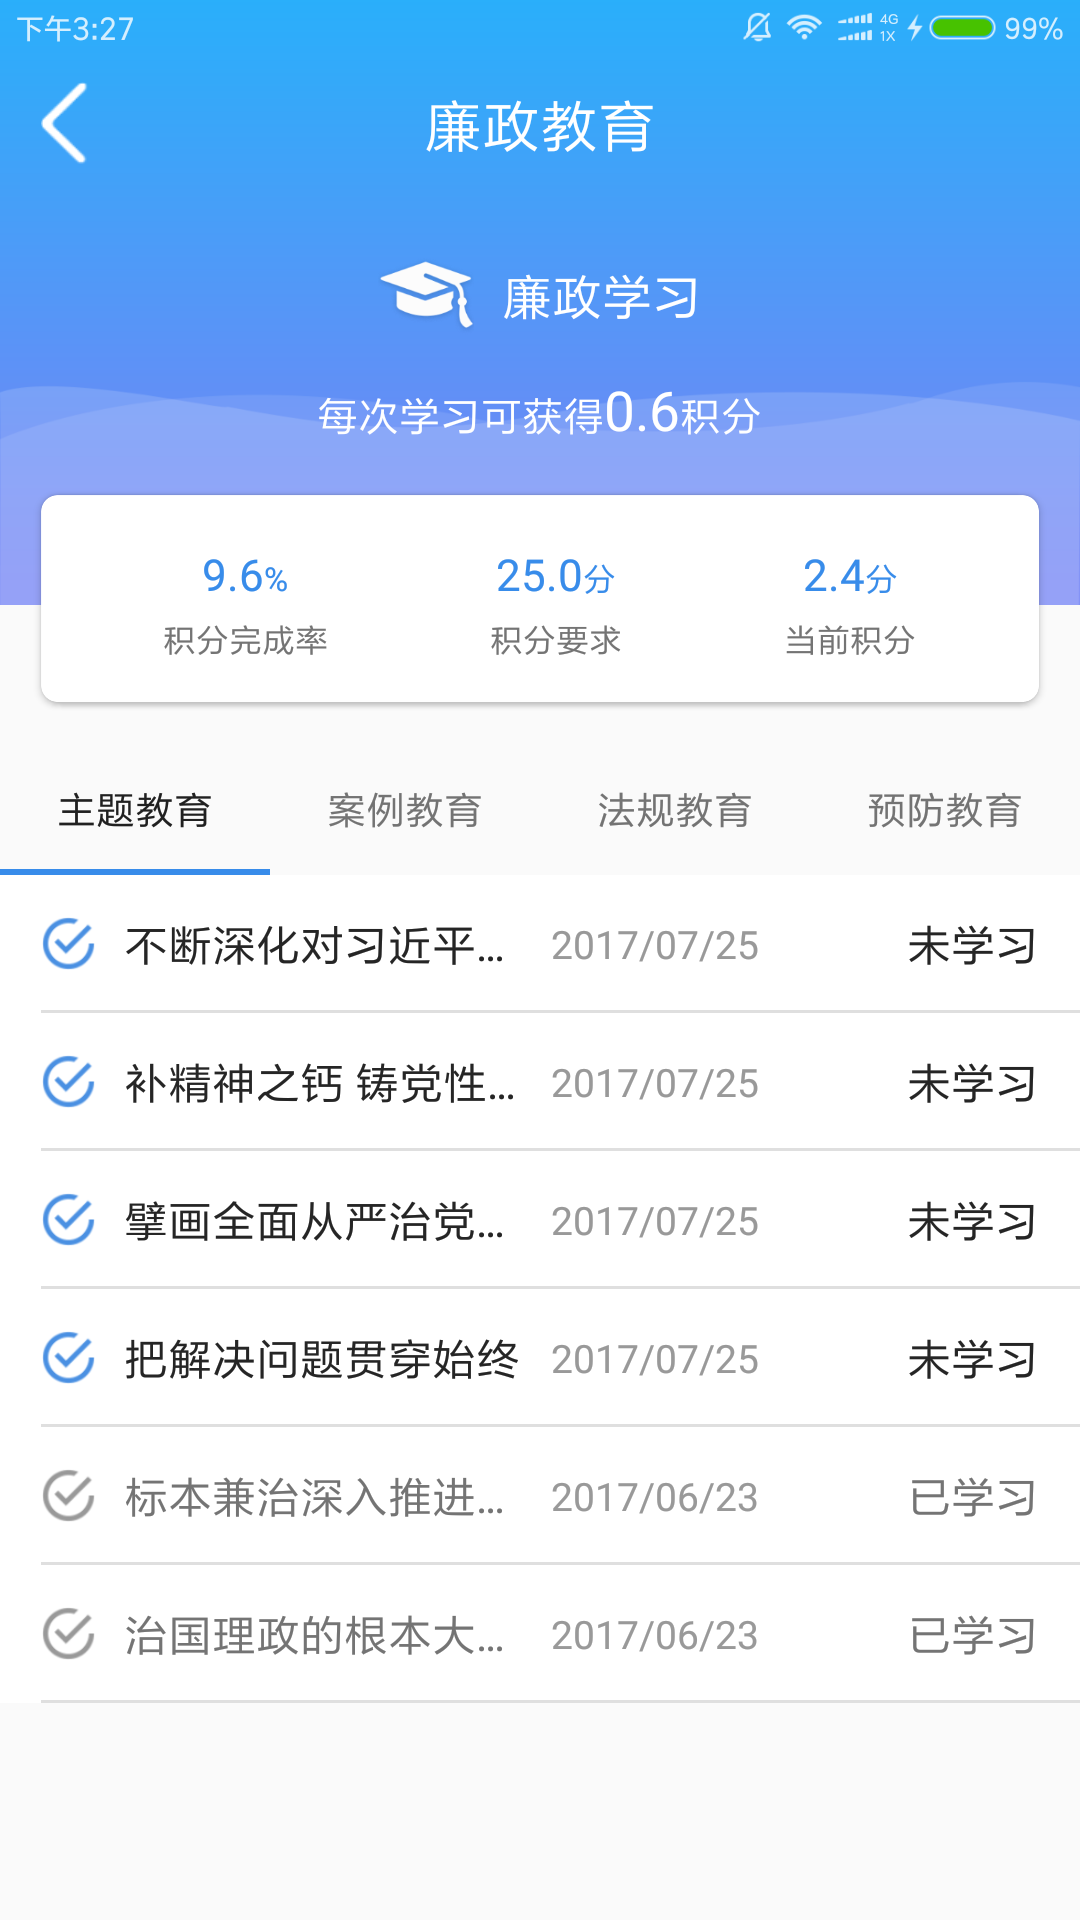 下午3:27 4G 1X 99%
廉政教育
廉政学习
每次学习可获得0.6积分
9.6% 25.0分 2.4分
积分完成率 积分要求 当前积分
主题教育 案例教育 法规教育 预防教育
不断深化对习近平... 2017/07/25 未学习
补精神之钙 铸党性... 2017/07/25 未学习
擘画全面从严治党... 2017/07/25 未学习
把解决问题贯穿始终 2017/07/25 未学习
标本兼治深入推进... 2017/06/23 已学习
治国理政的根本大... 2017/06/23 已学习